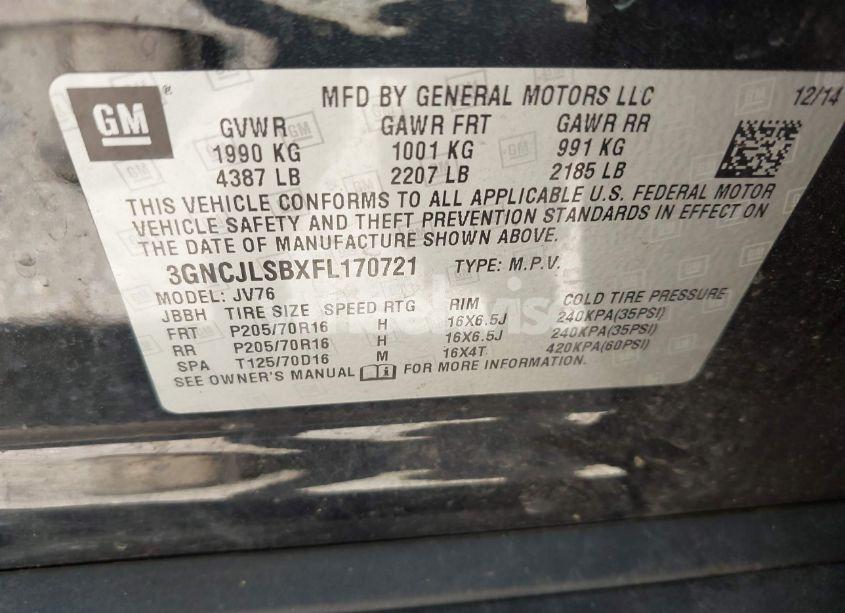 GM ® MFD BY GENERAL MOTORS LLC 12/14
GVWR GAWR FRT GAWR RR
1990 KG 1001 KG 991 KG
4387 LB 2207 LB 2185 LB
THIS VEHICLE CONFORMS TO ALL APPLICABLE U.S. FEDERAL MOTOR
VEHICLE SAFETY AND THEFT PREVENTION STANDARDS IN EFFECT ON
THE DATE OF MANUFACTURE SHOWN ABOVE.
3GNCJLSBXFL170721 TYPE: M.P.V.
MODEL: JV76
JBBH TIRE SIZE SPEED RTG RIM COLD TIRE PRESSURE
FRT P205/70R16 H 16X6.5J 240KPA(35PSI)
RR P205/70R16 H 16X6.5J 240KPA(35PSI)
SPA T125/70D16 M 16X4T 420KPA(60PSI)
SEE OWNER'S MANUAL FOR MORE INFORMATION.